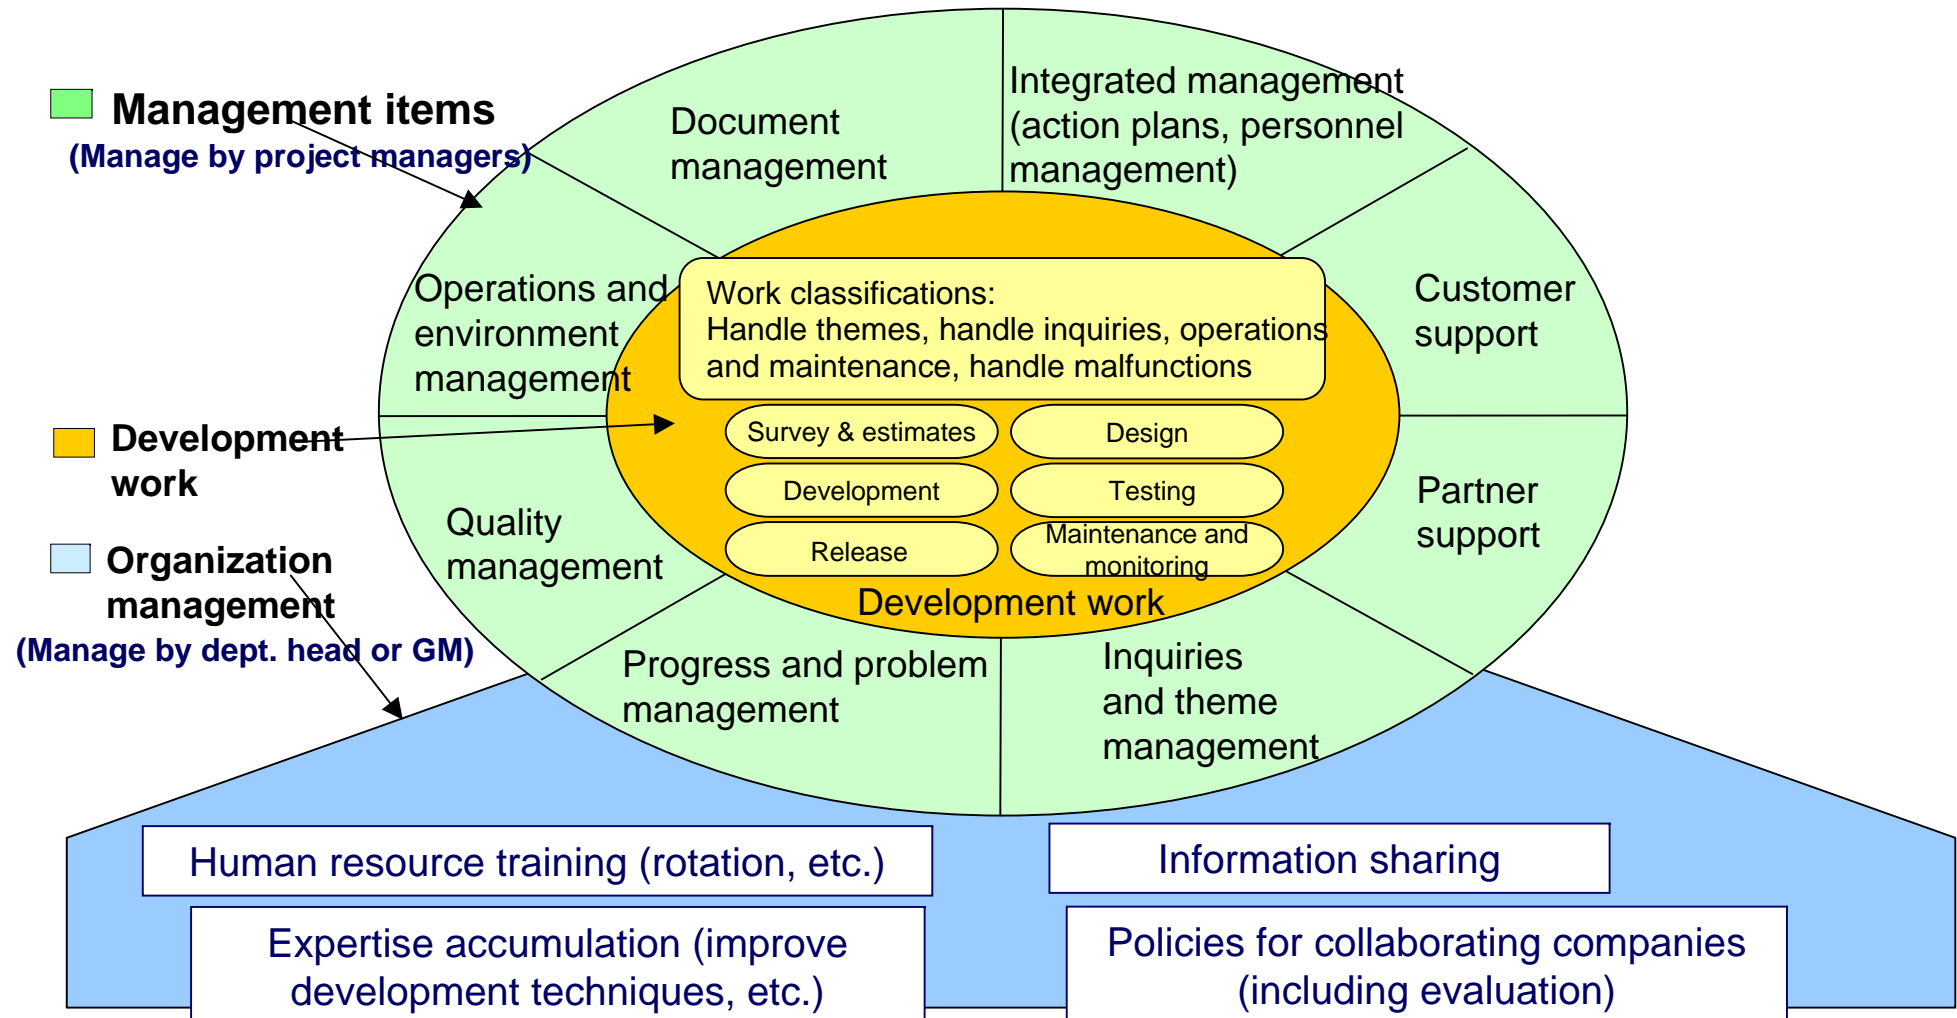 Management items
(Manage by project managers)
Document
management
Integrated management
(action plans, personnel
management)
Operations and
environment
management
Work classifications:
Handle themes, handle inquiries, operations
and maintenance, handle malfunctions
Customer
support
Development
work
Survey & estimates
Design
Development
Testing
Release
Maintenance and
monitoring
Development work
Quality
management
Partner
support
Organization
management
(Manage by dept. head or GM)
Progress and problem
management
Inquiries
and theme
management
Human resource training (rotation, etc.)
Information sharing
Expertise accumulation (improve
development techniques, etc.)
Policies for collaborating companies
(including evaluation)